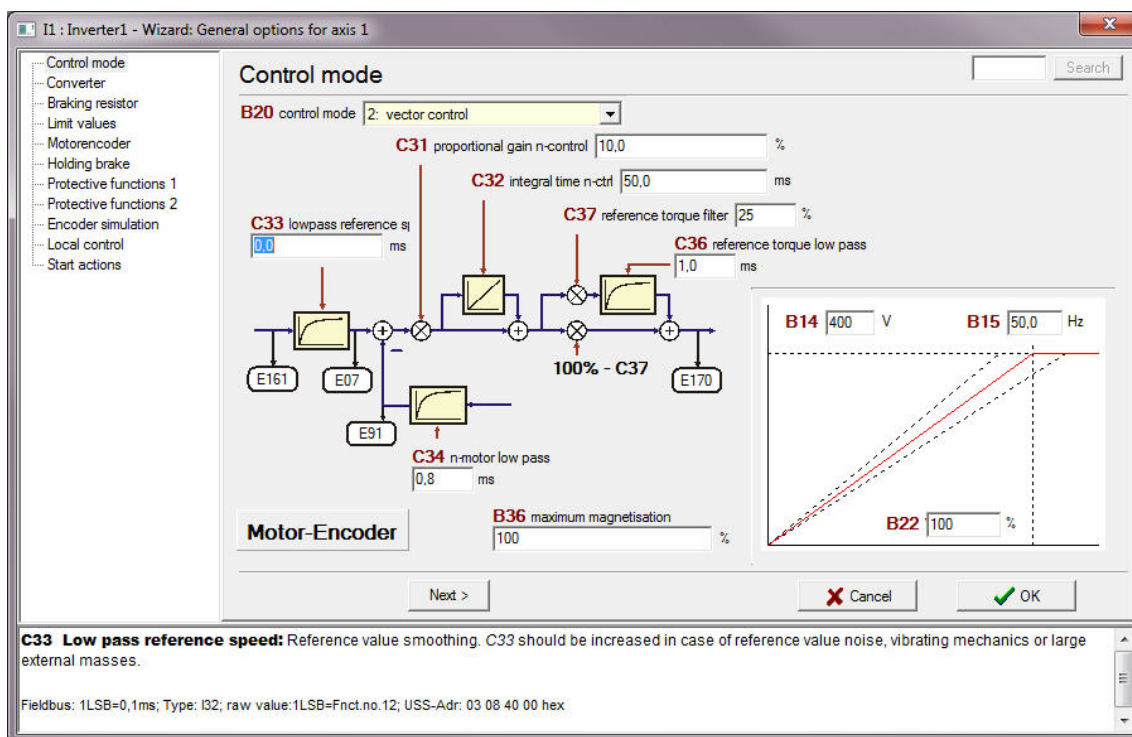 I1 : Inverter1 - Wizard: General options for axis 1
Control mode
Converter
Braking resistor
Limit values
Motorencoder
Holding brake
Protective functions 1
Protective functions 2
Encoder simulation
Local control
Start actions
Control mode
Search
B20 control mode 2: vector control
C31 proportional gain n-control 10,0 %
C32 integral time n-ctrl 50,0 ms
C37 reference torque filter 25 %
C33 lowpass reference sp
0,0 ms
C36 reference torque low pass
1,0 ms
B14 400 V B15 50,0 Hz
100% - C37
E161 E07 E170
E91
C34 n-motor low pass
0,8 ms
B22 100 %
Motor-Encoder
B36 maximum magnetisation
100 %
Next >
Cancel
OK
C33 Low pass reference speed: Reference value smoothing. C33 should be increased in case of reference value noise, vibrating mechanics or large
external masses.
Fieldbus: 1LSB=0,1ms; Type: I32; raw value:1LSB=Fnct.no.12; USS-Adr: 03 08 40 00 hex